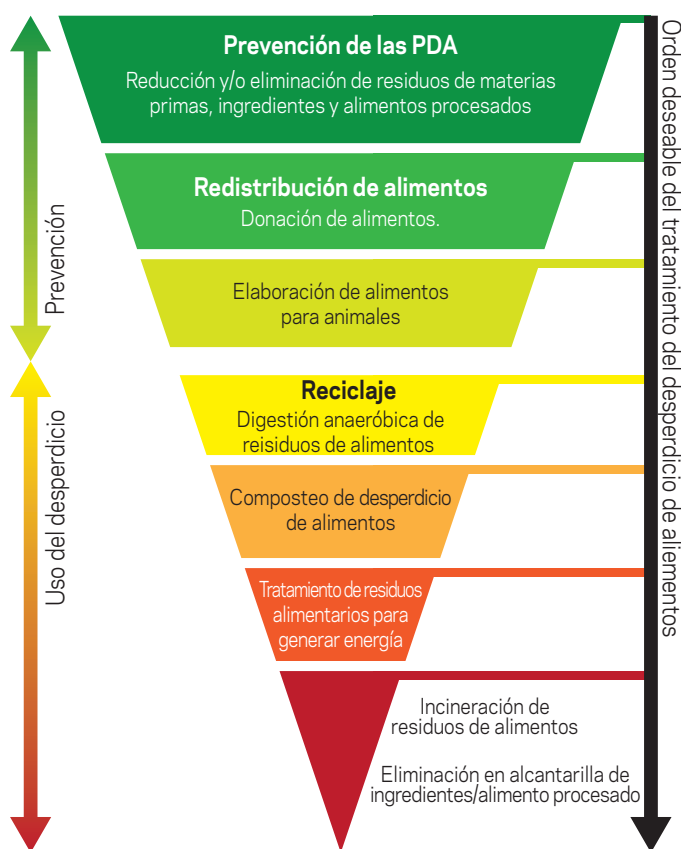 Prevención de las PDA
Reducción y/o eliminación de residuos de materias
primas, ingredientes y alimentos procesados
Redistribución de alimentos
Donación de alimentos.
Elaboración de alimentos
para animales
Reciclaje
Digestión anaeróbica de
reisiduos de alimentos
Composteo de desperdicio
de alimentos
Tratamiento de residuos
alimentarios para
generar energía
Incineración de
residuos de alimentos
Eliminación en alcantarilla de
ingredientes/alimento procesado
Prevención
Uso del desperdicio
Orden deseable del tratamiento del desperdicio de aliementos